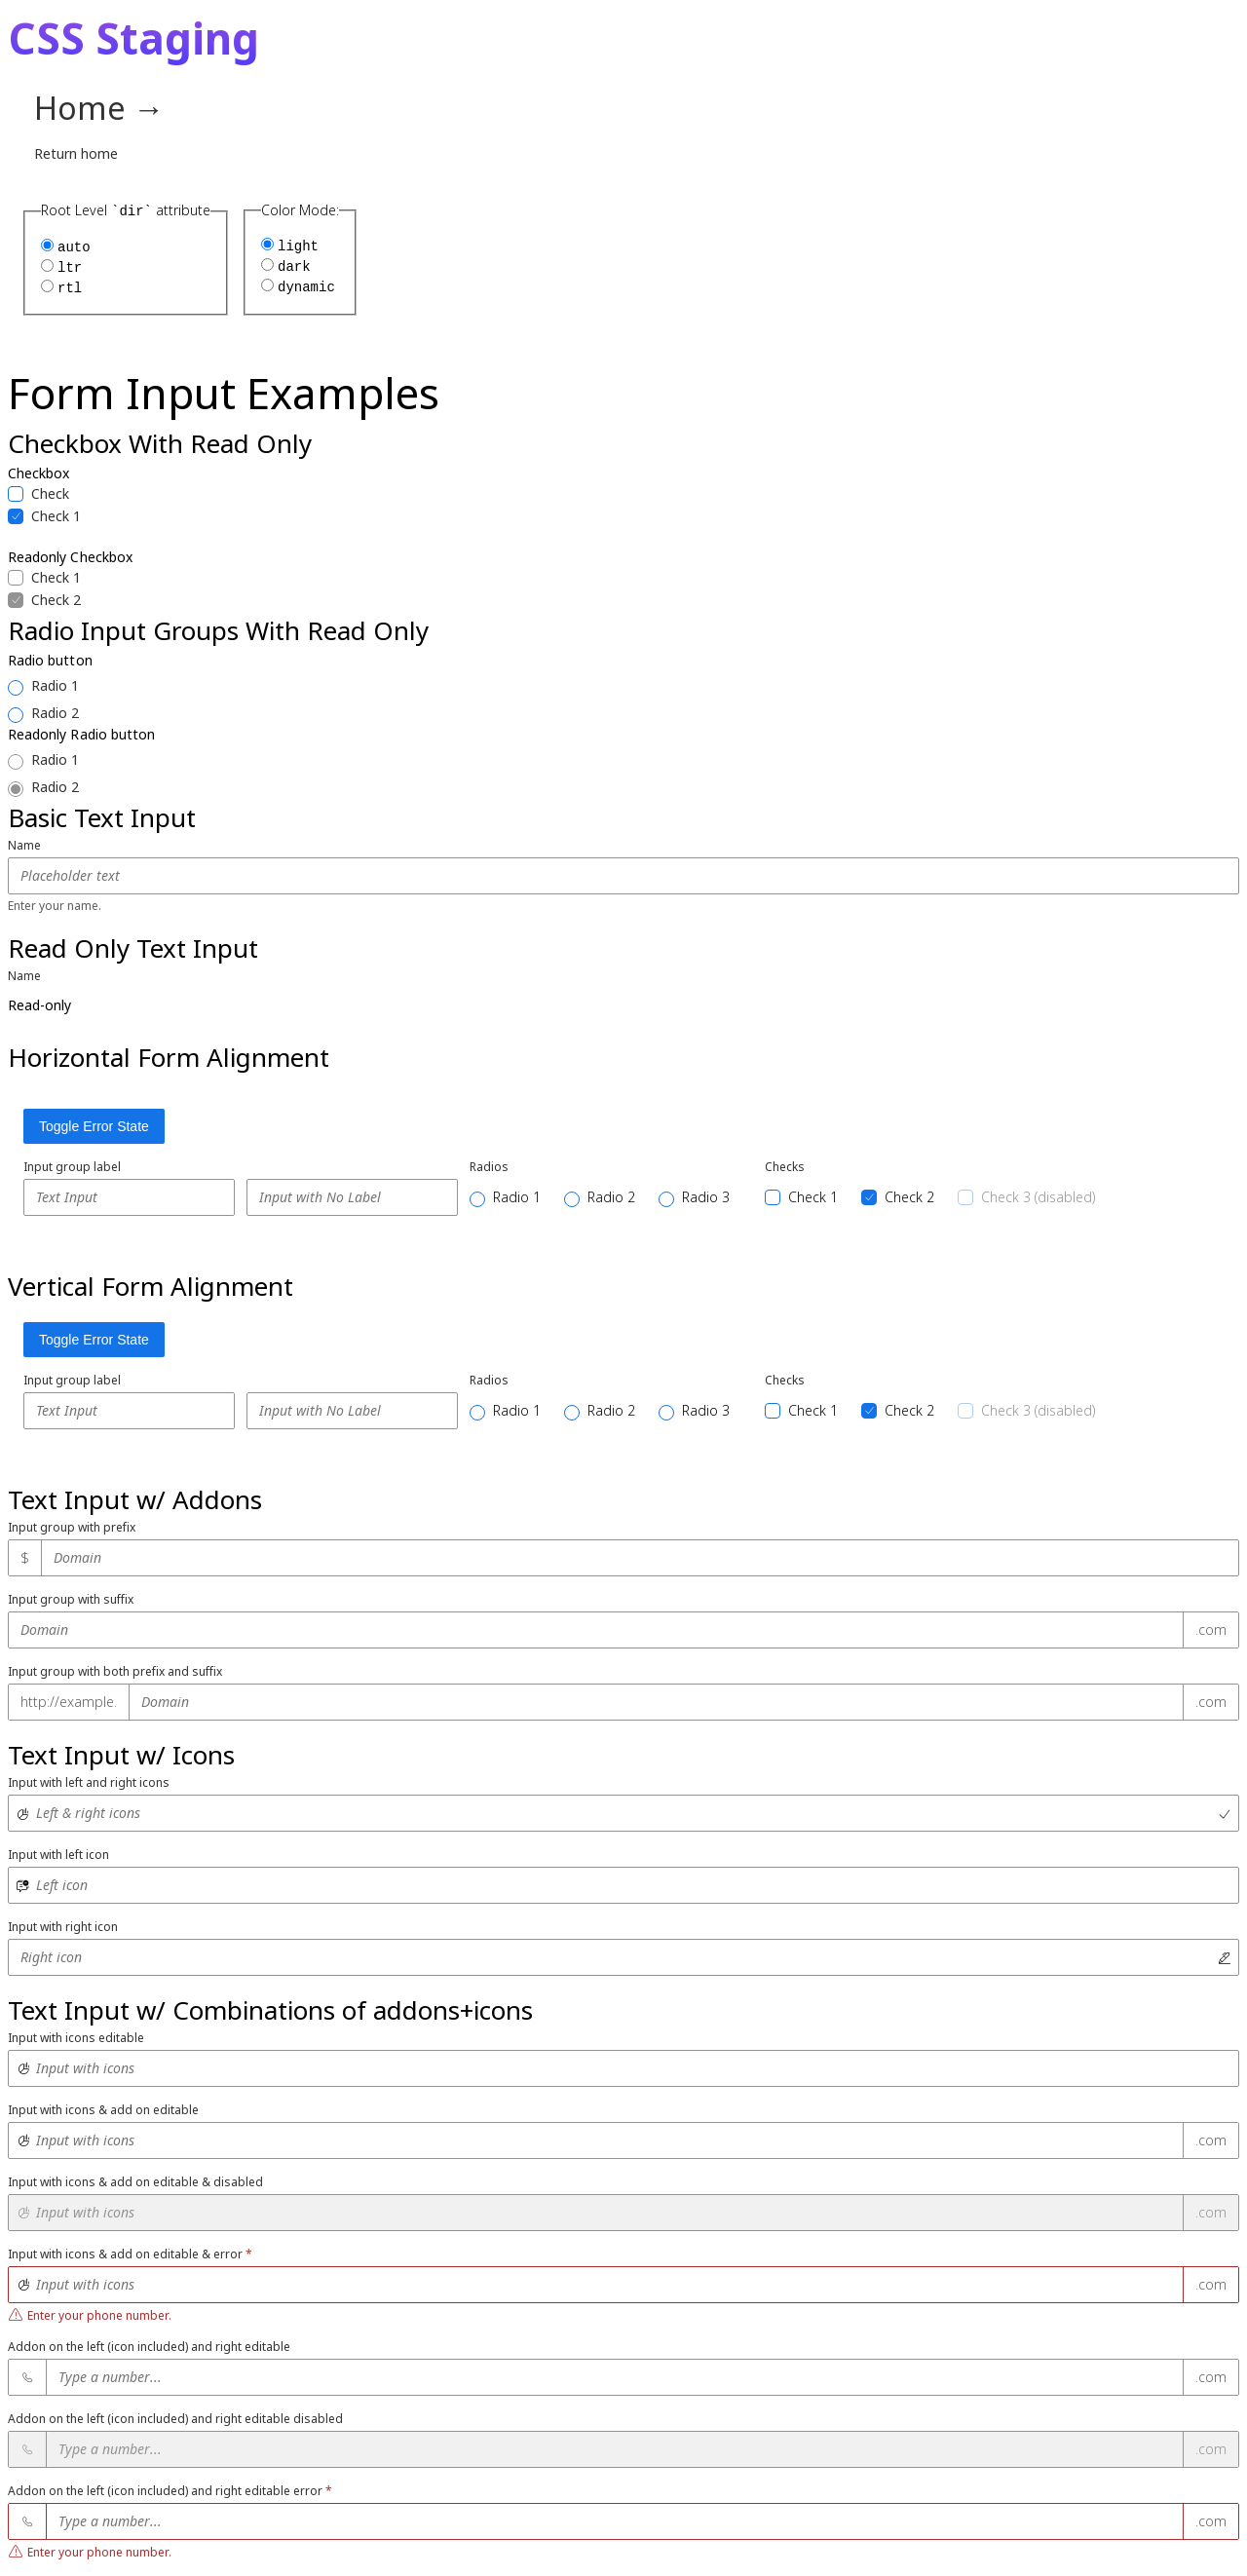 CSS Staging
Home →
Return home
Root Level `dir` attribute
auto
ltr
rtl
Color Mode:
light
dark
dynamic
Form Input Examples
Checkbox With Read Only
Checkbox
Check
Check 1
Readonly Checkbox
Check 1
Check 2
Radio Input Groups With Read Only
Radio button
Radio 1
Radio 2
Readonly Radio button
Radio 1
Radio 2
Basic Text Input
Name
Placeholder text
Enter your name.
Read Only Text Input
Name
Read-only
Horizontal Form Alignment
Toggle Error State
Input group label
Text Input
Input with No Label
Radios
Radio 1
Radio 2
Radio 3
Checks
Check 1
Check 2
Check 3 (disabled)
Vertical Form Alignment
Toggle Error State
Input group label
Text Input
Input with No Label
Radios
Radio 1
Radio 2
Radio 3
Checks
Check 1
Check 2
Check 3 (disabled)
Text Input w/ Addons
Input group with prefix
$ Domain
Input group with suffix
Domain .com
Input group with both prefix and suffix
http://example. Domain .com
Text Input w/ Icons
Input with left and right icons
Left & right icons
Input with left icon
Left icon
Input with right icon
Right icon
Text Input w/ Combinations of addons+icons
Input with icons editable
Input with icons
Input with icons & add on editable
Input with icons .com
Input with icons & add on editable & disabled
Input with icons .com
Input with icons & add on editable & error *
Input with icons .com
Enter your phone number.
Addon on the left (icon included) and right editable
Type a number... .com
Addon on the left (icon included) and right editable disabled
Type a number... .com
Addon on the left (icon included) and right editable error *
Type a number... .com
Enter your phone number.